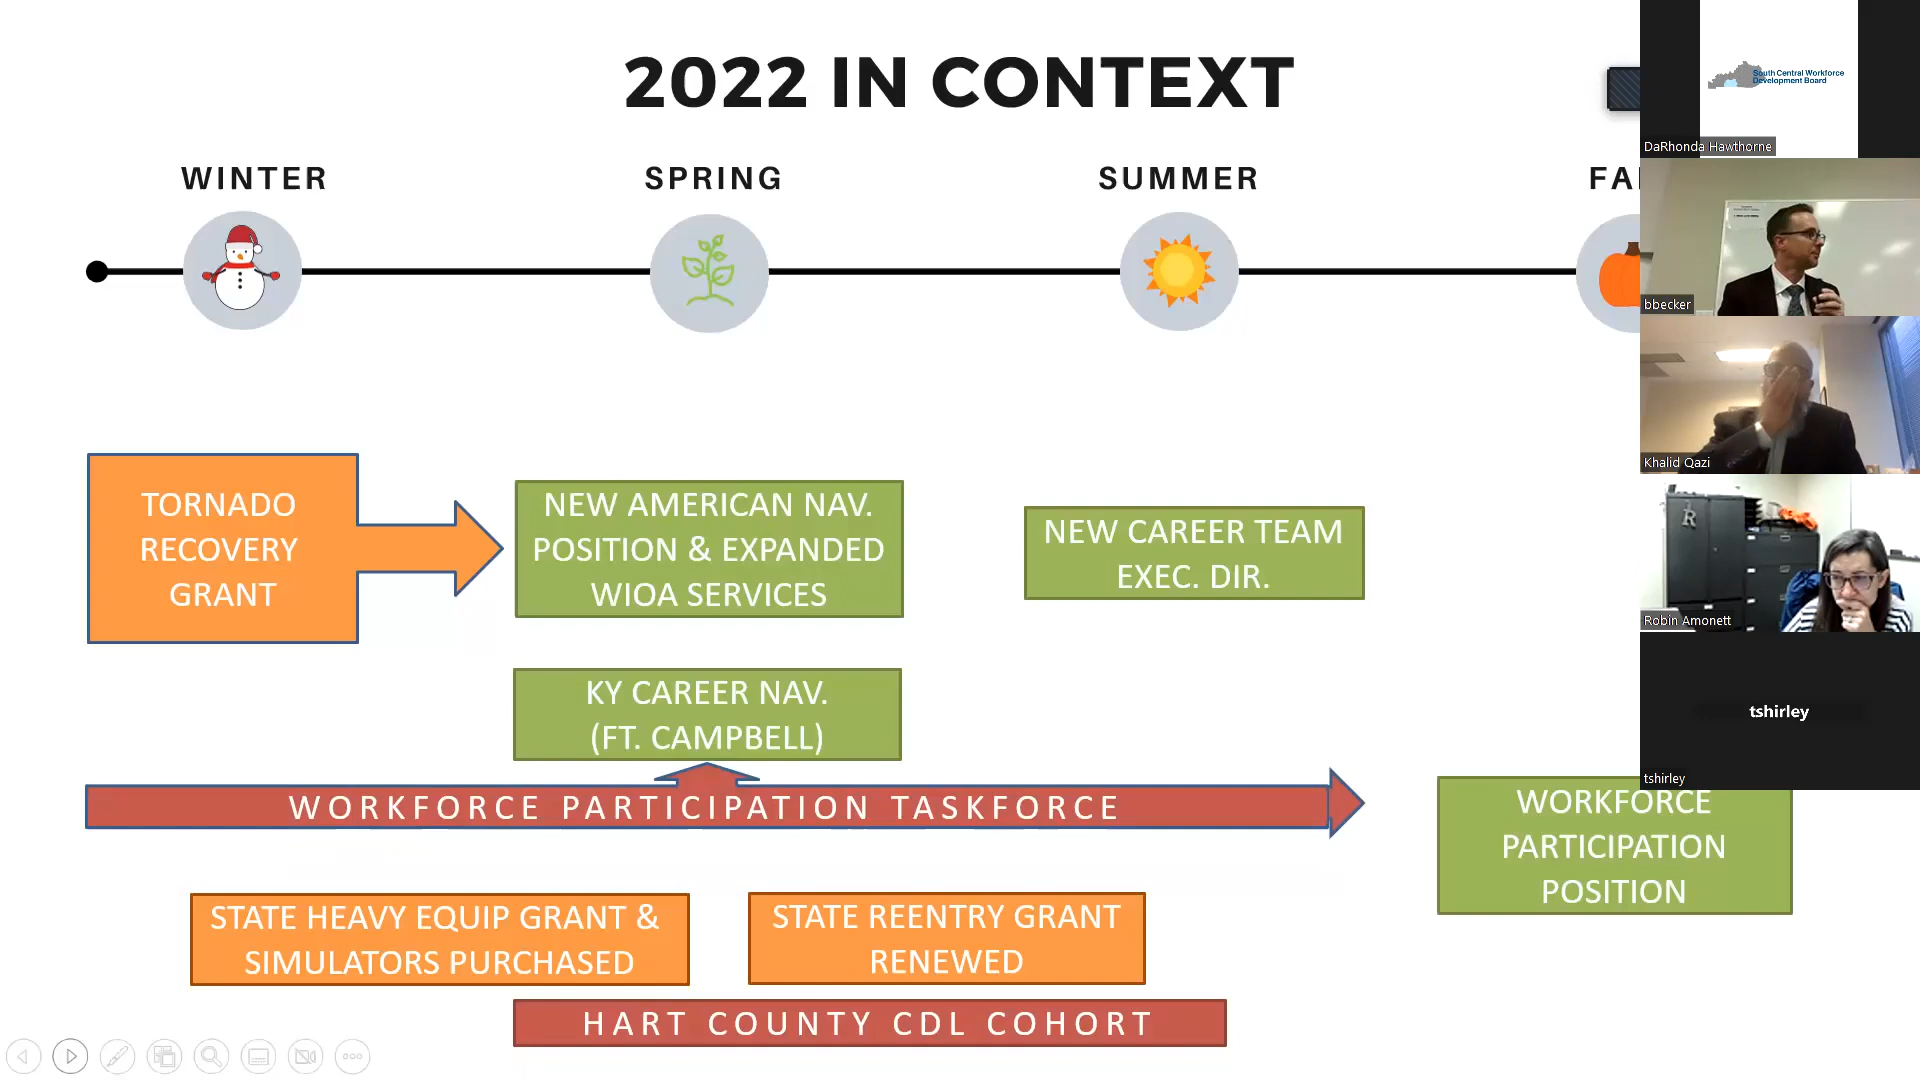 2022 IN CONTEXT
WINTER
SPRING
SUMMER
FA
TORNADO
RECOVERY
GRANT
NEW AMERICAN NAV.
POSITION & EXPANDED
WIOA SERVICES
NEW CAREER TEAM
EXEC. DIR.
KY CAREER NAV.
(FT. CAMPBELL)
WORKFORCE PARTICIPATION TASKFORCE
WORKFORCE
PARTICIPATION
POSITION
STATE HEAVY EQUIP GRANT &
SIMULATORS PURCHASED
STATE REENTRY GRANT
RENEWED
HART COUNTY CDL COHORT
South Central Workforce
Development Board
DaRhonda Hawthorne
bbecker
Khalid Qazi
R
Robin Amonett
tshirley
tshirley